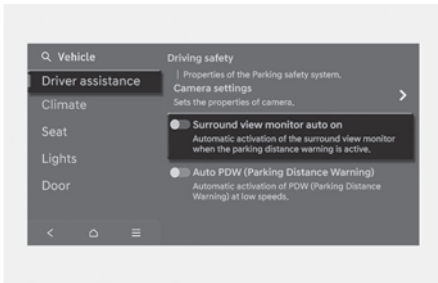 Vehicle
Driver assistance
Climate
Seat
Lights
Door
Driving safety
| Properties of the Parking safety system.
Camera settings
Sets the properties of camera.
Surround view monitor auto on
Automatic activation of the surround view monitor
when the parking distance warning is active.
Auto PDW (Parking Distance Warning)
Automatic activation of PDW (Parking Distance
Warning) at low speeds.